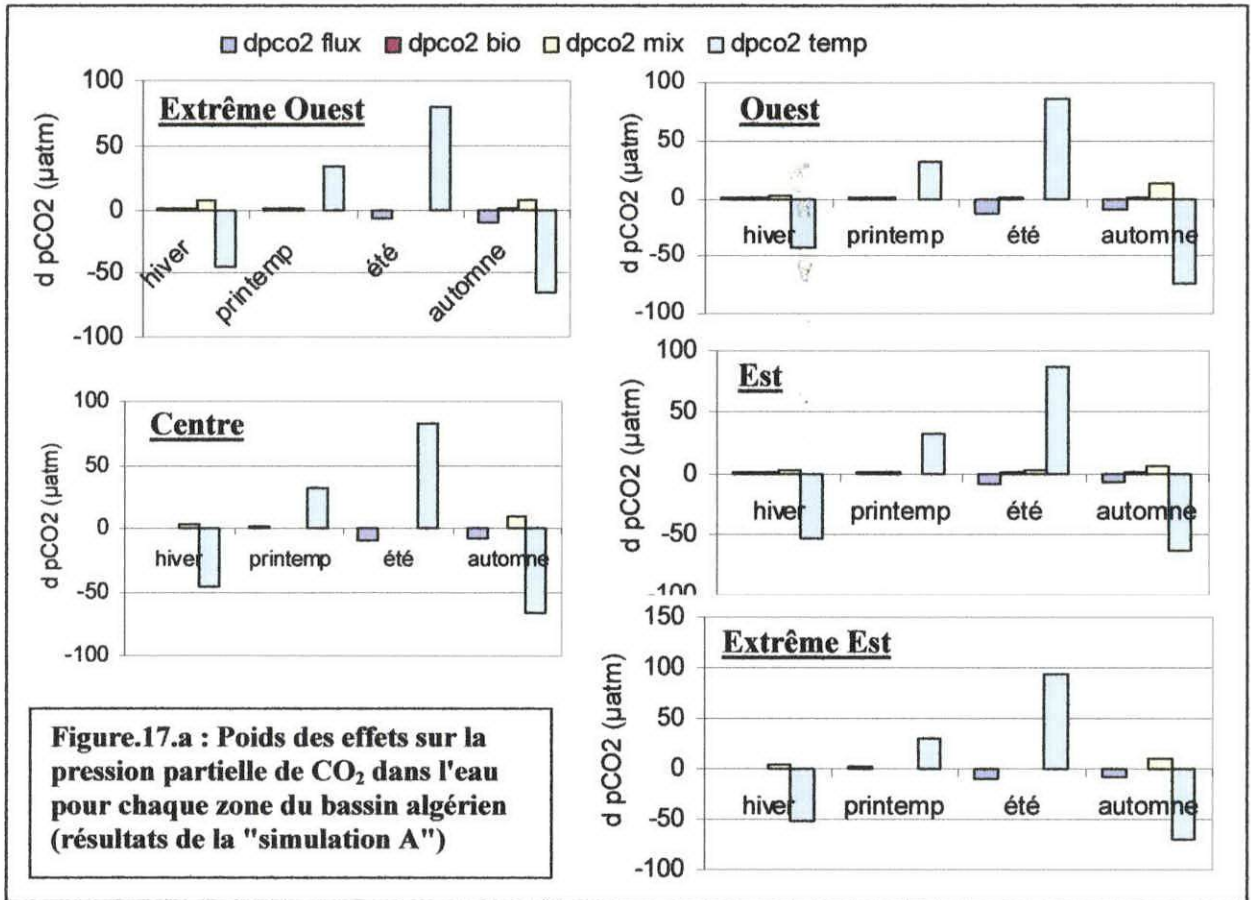 dpco2 flux dpco2 bio dpco2 mix dpco2 temp
Extrême Ouest
d pCO2 (µatm)
100
50
0
-50
-100
hiver
printemp
été
automne
Ouest
d pCO2 (µatm)
100
50
0
-50
-100
hiver
printemp
été
automne
Centre
d pCO2 (µatm)
100
50
0
-50
-100
hiver
printemp
été
automne
Est
d pCO2 (µatm)
100
50
0
-50
-100
hiver
printemp
été
automne
Extrême Est
d pCO2 (µatm)
150
100
50
0
-50
-100
hiver
printemp
été
automne
Figure.17.a : Poids des effets sur la
pression partielle de CO₂ dans l'eau
pour chaque zone du bassin algérien
(résultats de la "simulation A")